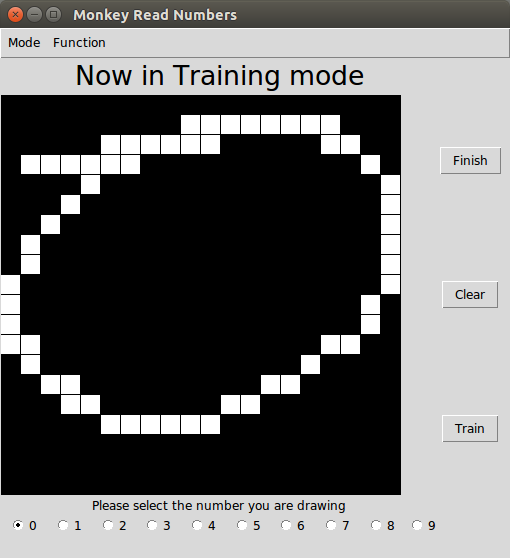 Monkey Read Numbers
Mode Function
Now in Training mode
Finish
Clear
Train
Please select the number you are drawing
0 1 2 3 4 5 6 7 8 9